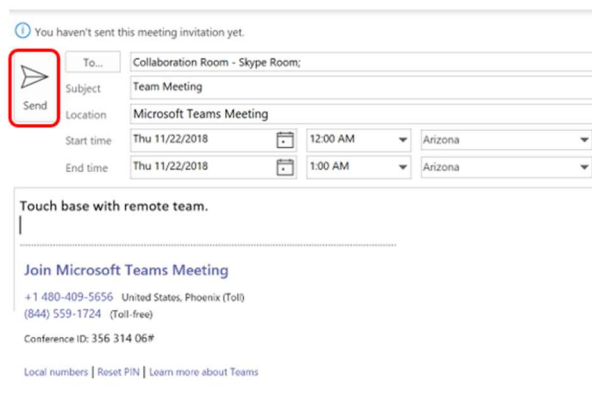 You haven't sent this meeting invitation yet.
To...
Collaboration Room - Skype Room;
Send
Subject
Team Meeting
Location
Microsoft Teams Meeting
Start time
Thu 11/22/2018
12:00 AM
Arizona
End time
Thu 11/22/2018
1:00 AM
Arizona
Touch base with remote team.
Join Microsoft Teams Meeting
+1 480-409-5656 United States, Phoenix (Toll)
(844) 559-1724 (Toll-free)
Conference ID: 356 314 06#
Local numbers | Reset PIN | Learn more about Teams